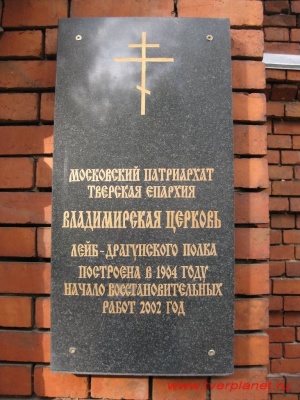 МОСКОВСКИЙ ПАТРИАРХАТ
ТВЕРСКАЯ ЕПАРХИЯ
ВЛАДИМИРСКАЯ ЦЕРКОВЬ
ЛЕЙБ-ДРАГУНСКОГО ПОЛКА
ПОСТРОЕНА В 1904 ГОДУ
НАЧАЛО ВОССТАНОВИТЕЛЬНЫХ
РАБОТ 2002 ГОД
www.tverplanet.ru